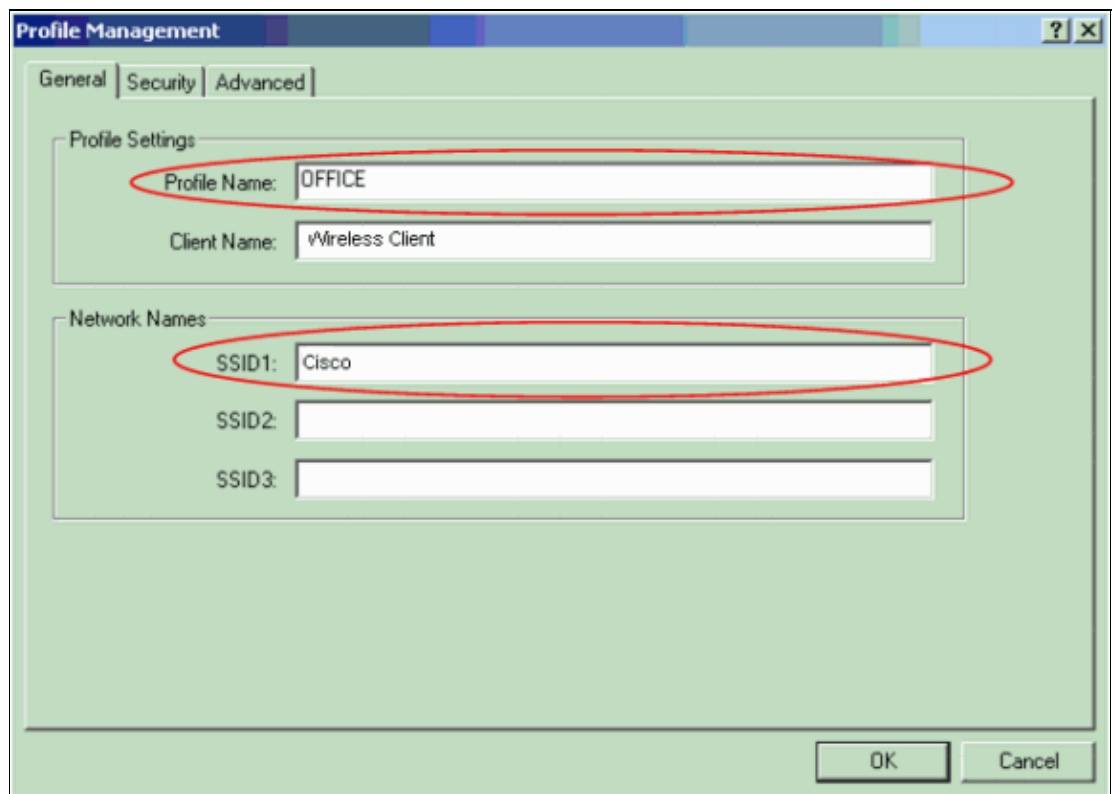 Profile Management
General Security Advanced
Profile Settings
Profile Name: OFFICE
Client Name: Wireless Client
Network Names
SSID1: Cisco
SSID2:
SSID3:
OK Cancel